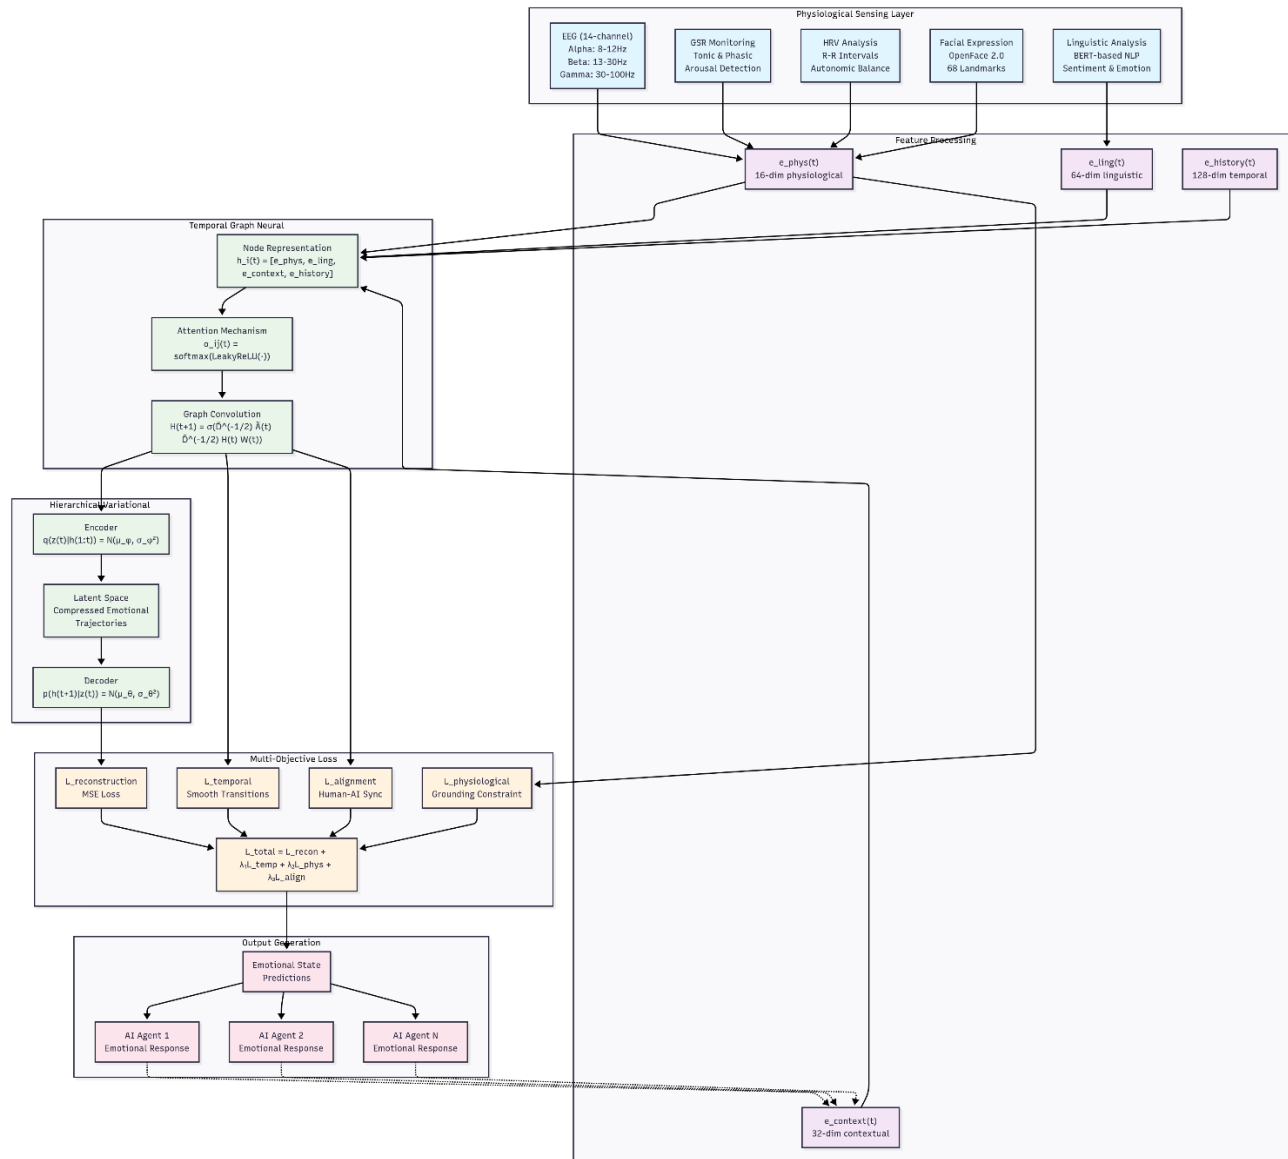 Physiological Sensing Layer
EEG (14-channel)
Alpha: 8-12Hz
Beta: 13-30Hz
Gamma: 30-100Hz
GSR Monitoring
Tonic & Phasic
Arousal Detection
HRV Analysis
R-R Intervals
Autonomic Balance
Facial Expression
OpenFace 2.0
68 Landmarks
Linguistic Analysis
BERT-based NLP
Sentiment & Emotion
Feature Processing
e_phys(t)
16-dim physiological
e_ling(t)
64-dim linguistic
e_history(t)
128-dim temporal
Temporal Graph Neural
Node Representation
h_i(t) = [e_phys, e_ling,
e_context, e_history]
Attention Mechanism
α_ij(t) =
softmax(LeakyReLU(·))
Graph Convolution
H(t+1) = σ(D̃^(-1/2) Ã(t)
D̃^(-1/2) H(t) W(t))
Hierarchical Variational
Encoder
q(z(t)|h(1:t)) = N(μ_φ, σ_φ²)
Latent Space
Compressed Emotional
Trajectories
Decoder
p(h(t+1)|z(t)) = N(μ_θ, σ_θ²)
Multi-Objective Loss
L_reconstruction
MSE Loss
L_temporal
Smooth Transitions
L_alignment
Human-AI Sync
L_physiological
Grounding Constraint
L_total = L_recon +
λ₁L_temp + λ₂L_phys +
λ₃L_align
Output Generation
Emotional State
Predictions
AI Agent 1
Emotional Response
AI Agent 2
Emotional Response
AI Agent N
Emotional Response
e_context(t)
32-dim contextual